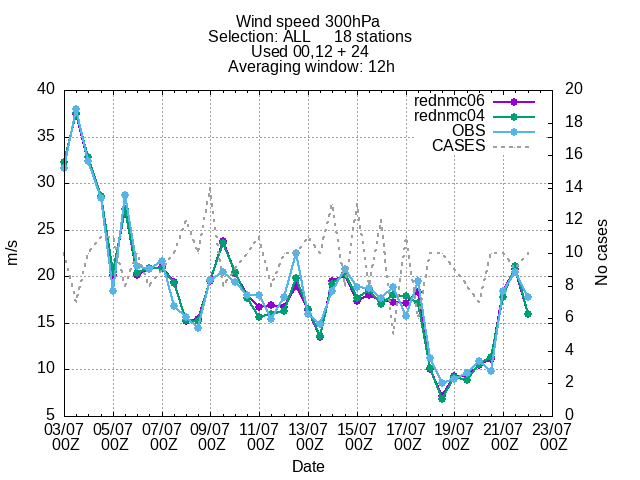 Wind speed 300hPa
Selection: ALL 18 stations
Used 00,12 + 24
Averaging window: 12h
rednmc06
rednmc04
OBS
CASES
m/s
40
35
30
25
20
15
10
5
No cases
20
18
16
14
12
10
8
6
4
2
0
03/07 05/07 07/07 09/07 11/07 13/07 15/07 17/07 19/07 21/07 23/07
00Z 00Z 00Z 00Z 00Z 00Z 00Z 00Z 00Z 00Z 00Z
Date